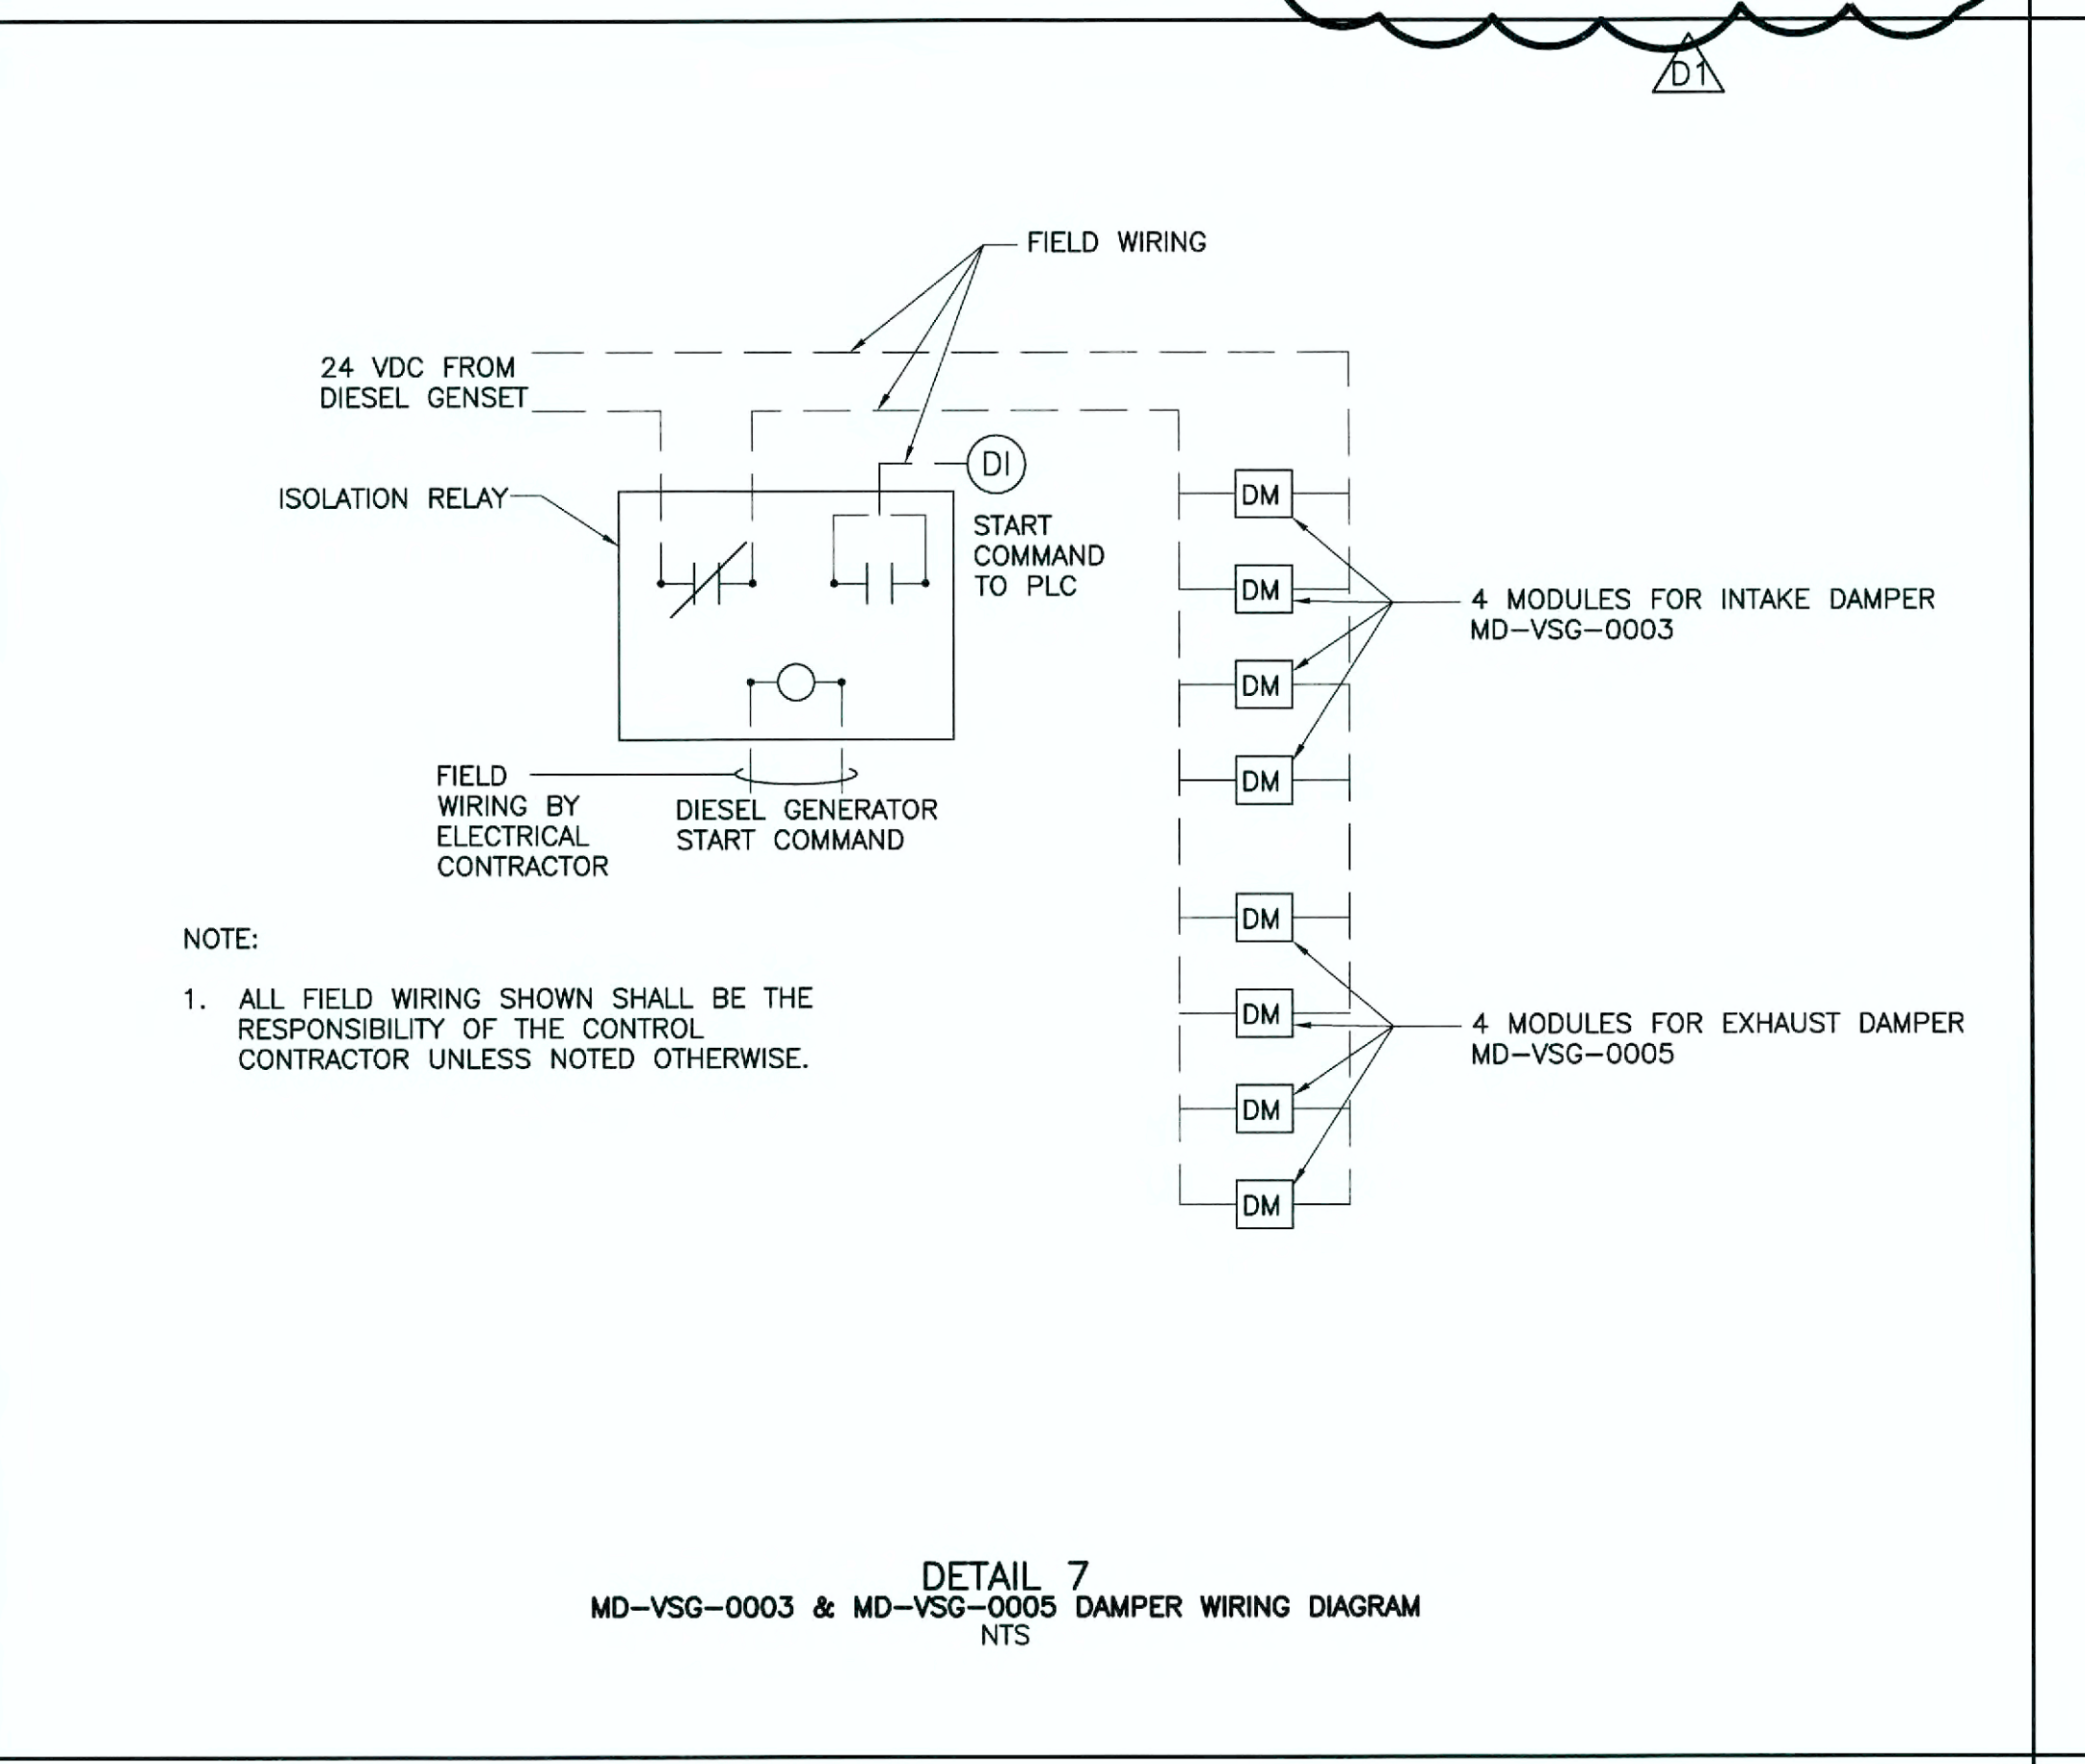 D1
FIELD WIRING
24 VDC FROM
DIESEL GENSET
ISOLATION RELAY
DI
START
COMMAND
TO PLC
DM
DM
DM
DM
4 MODULES FOR INTAKE DAMPER
MD-VSG-0003
FIELD
WIRING BY
ELECTRICAL
CONTRACTOR
DIESEL GENERATOR
START COMMAND
DM
DM
DM
DM
4 MODULES FOR EXHAUST DAMPER
MD-VSG-0005
NOTE:
1. ALL FIELD WIRING SHOWN SHALL BE THE
RESPONSIBILITY OF THE CONTROL
CONTRACTOR UNLESS NOTED OTHERWISE.
DETAIL 7
MD-VSG-0003 & MD-VSG-0005 DAMPER WIRING DIAGRAM
NTS